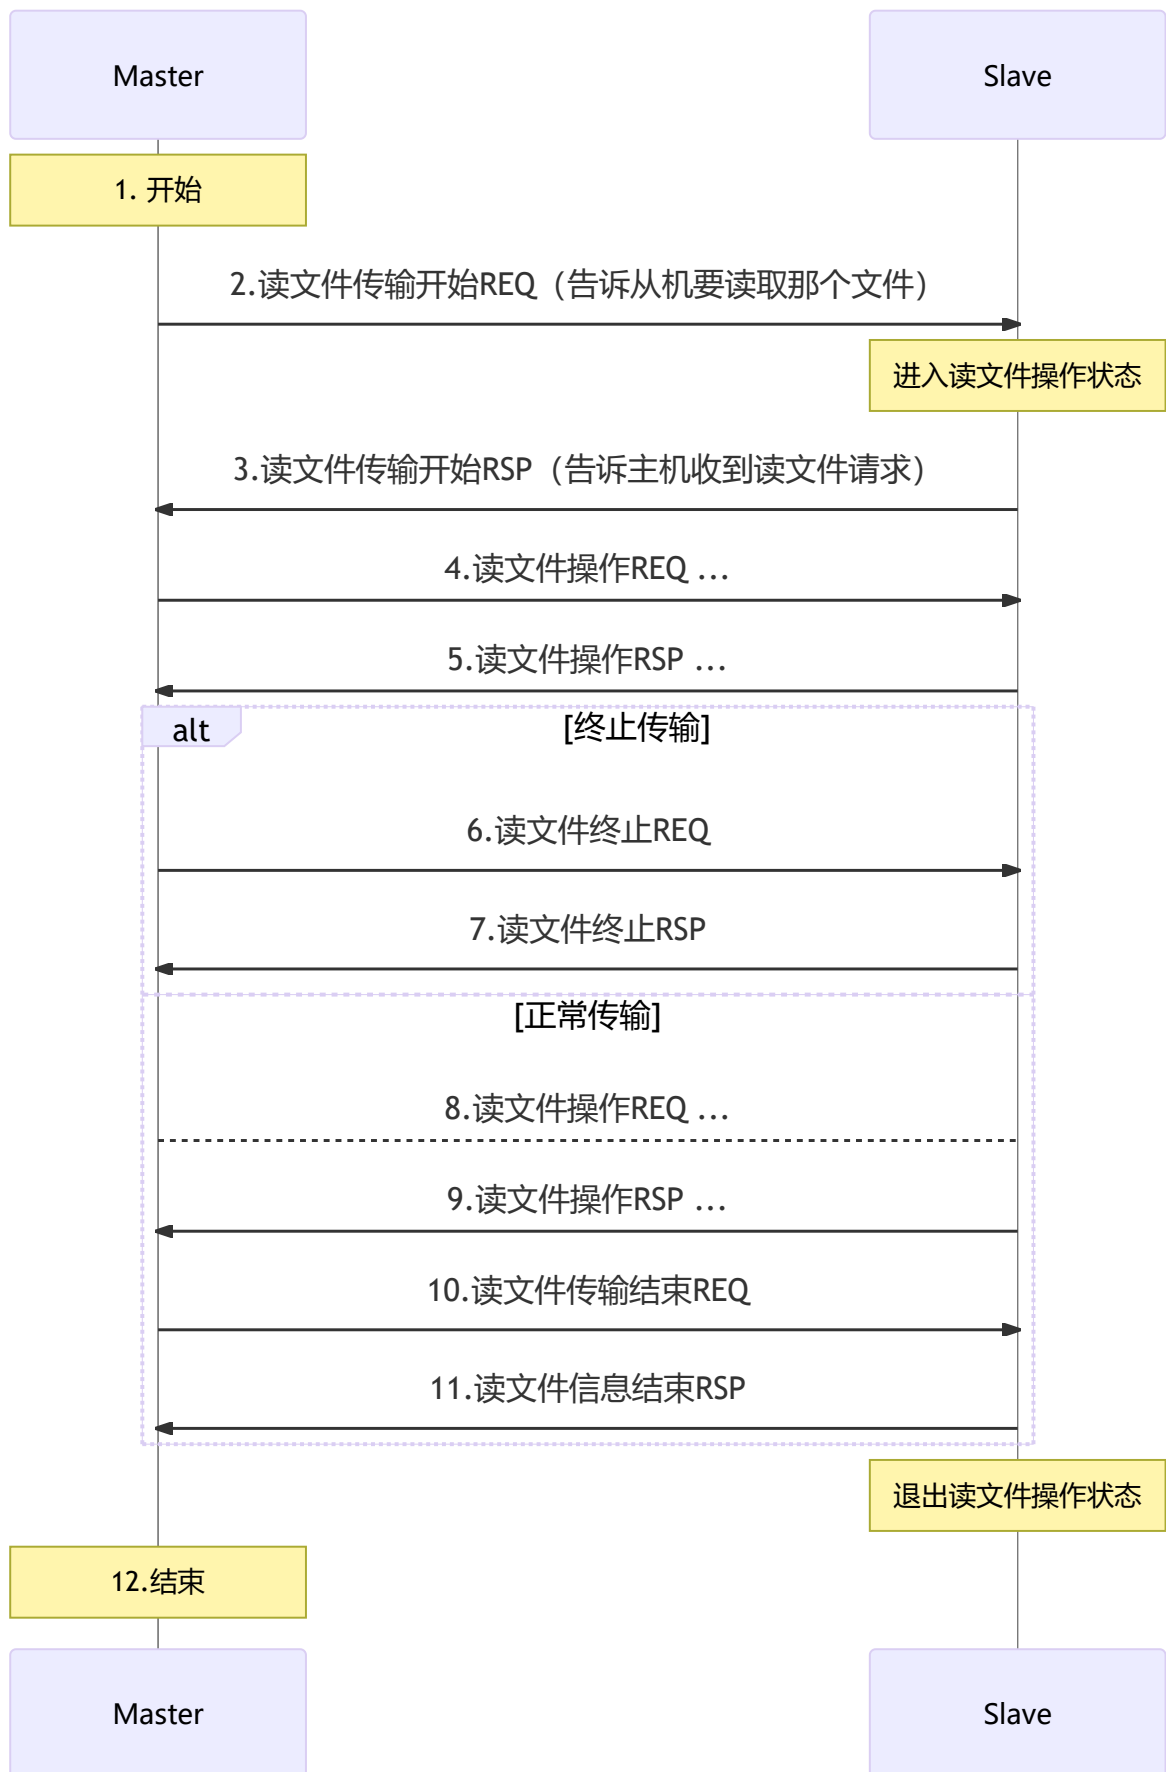 Master
Slave
1. 开始
2.读文件传输开始REQ（告诉从机要读取那个文件）
进入读文件操作状态
3.读文件传输开始RSP（告诉主机收到读文件请求）
4.读文件操作REQ ...
5.读文件操作RSP ...
alt
[终止传输]
6.读文件终止REQ
7.读文件终止RSP
[正常传输]
8.读文件操作REQ ...
9.读文件操作RSP ...
10.读文件传输结束REQ
11.读文件信息结束RSP
退出读文件操作状态
12.结束
Master
Slave